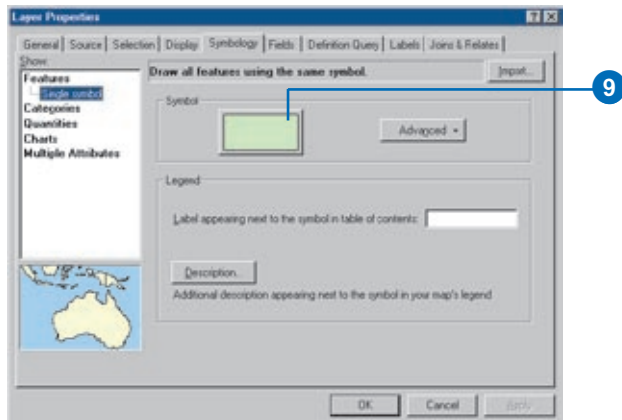 Layer Properties
General Source Selection Display Symbology Fields Definition Query Labels Joins & Relates
Show:
Features
Single symbol
Categories
Quantities
Charts
Multiple Attributes
Draw all features using the same symbol.
Import...
Symbol
Advanced
9
Legend
Label appearing next to the symbol in table of contents:
Description...
Additional description appearing next to the symbol in your map's legend
OK Cancel Apply